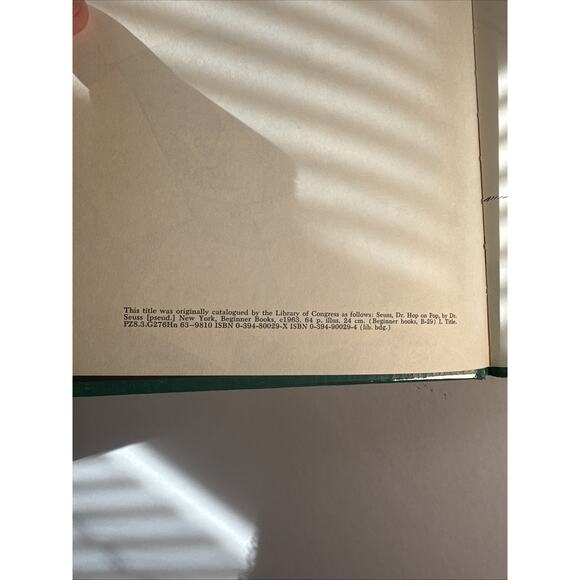 This title was originally catalogued by the Library of Congress as follows: Seuss, Dr. Hop on Pop, by Dr.
Seuss [pseud.] New York, Beginner Books, c1963. 64 p. illus. 24 cm. (Beginner books, B-29) I. Title.
PZ8.3.G276Hn 63-9810 ISBN 0-394-80029-X ISBN 0-394-90029-4 (lib. bdg.)